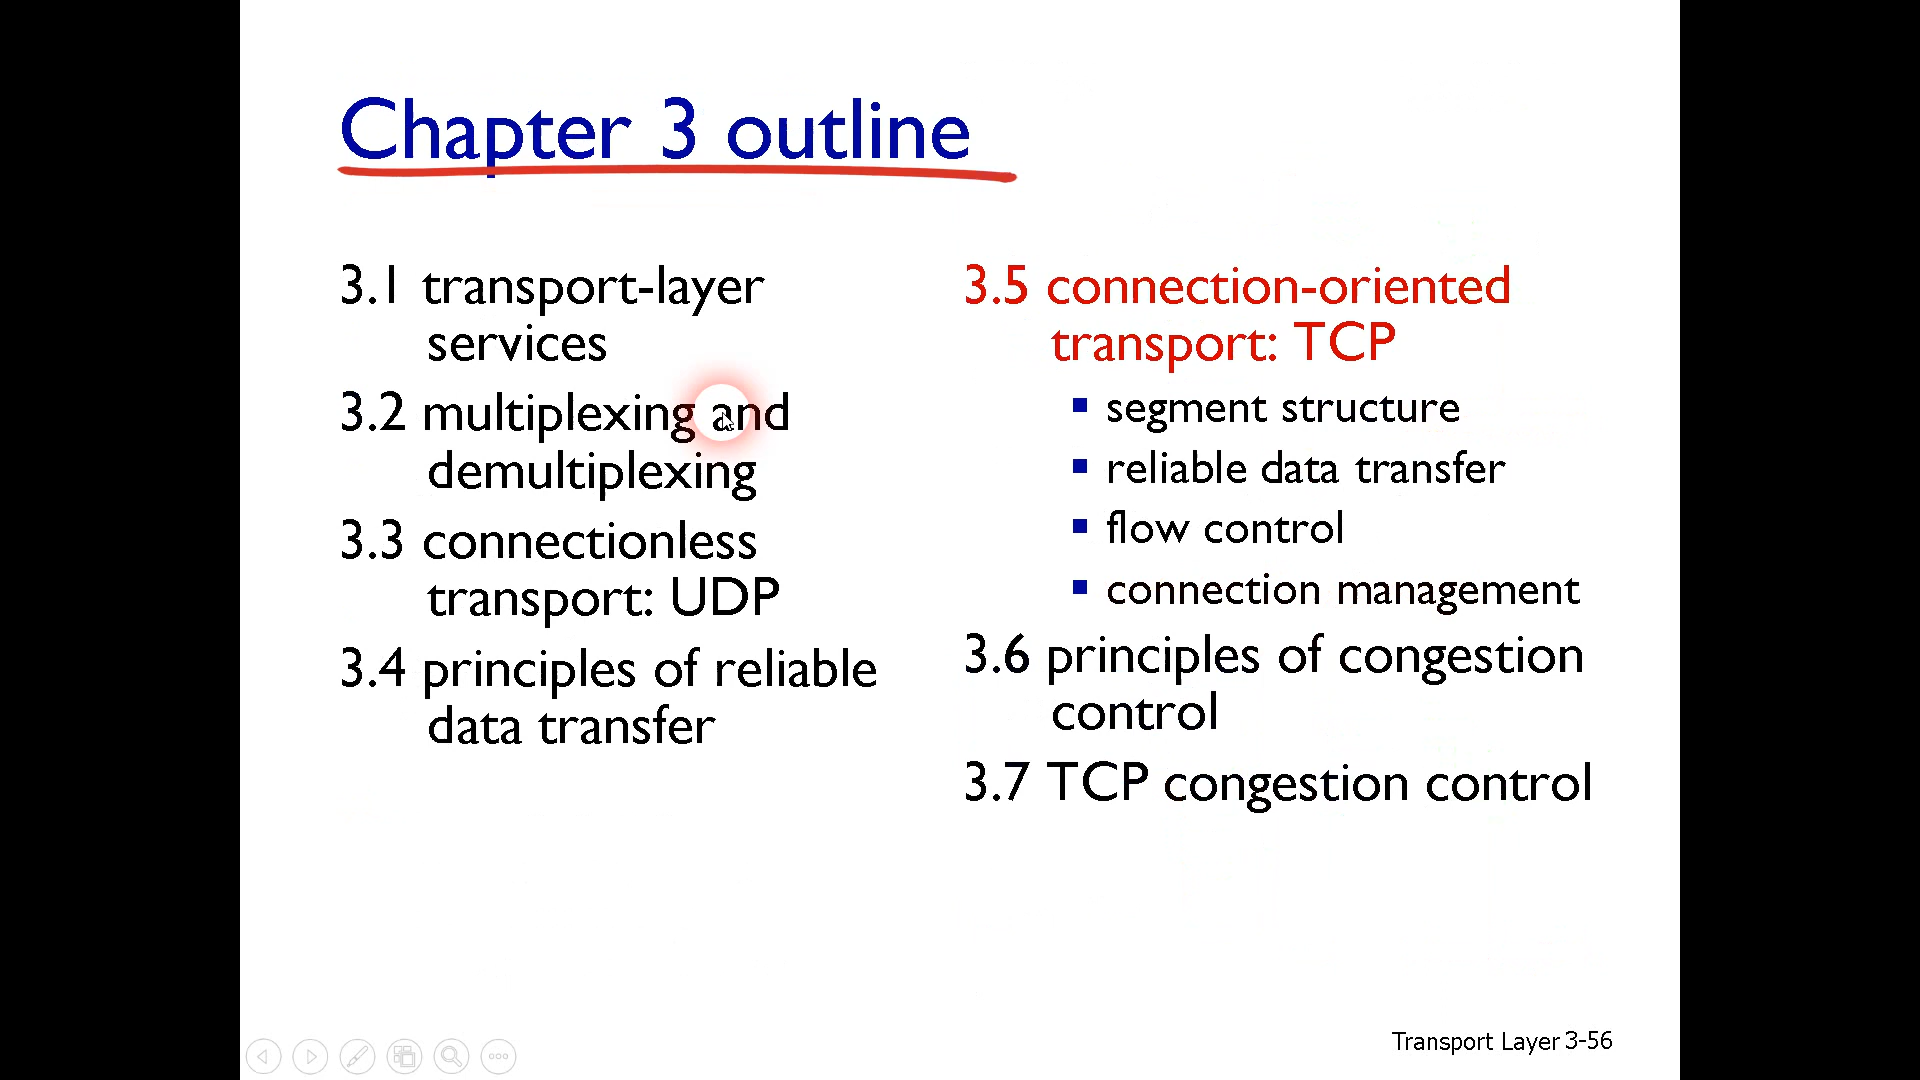 Chapter 3 outline
3.1 transport-layer
services
3.2 multiplexing and
demultiplexing
3.3 connectionless
transport: UDP
3.4 principles of reliable
data transfer
3.5 connection-oriented
transport: TCP
segment structure
reliable data transfer
flow control
connection management
3.6 principles of congestion
control
3.7 TCP congestion control
Transport Layer 3-56